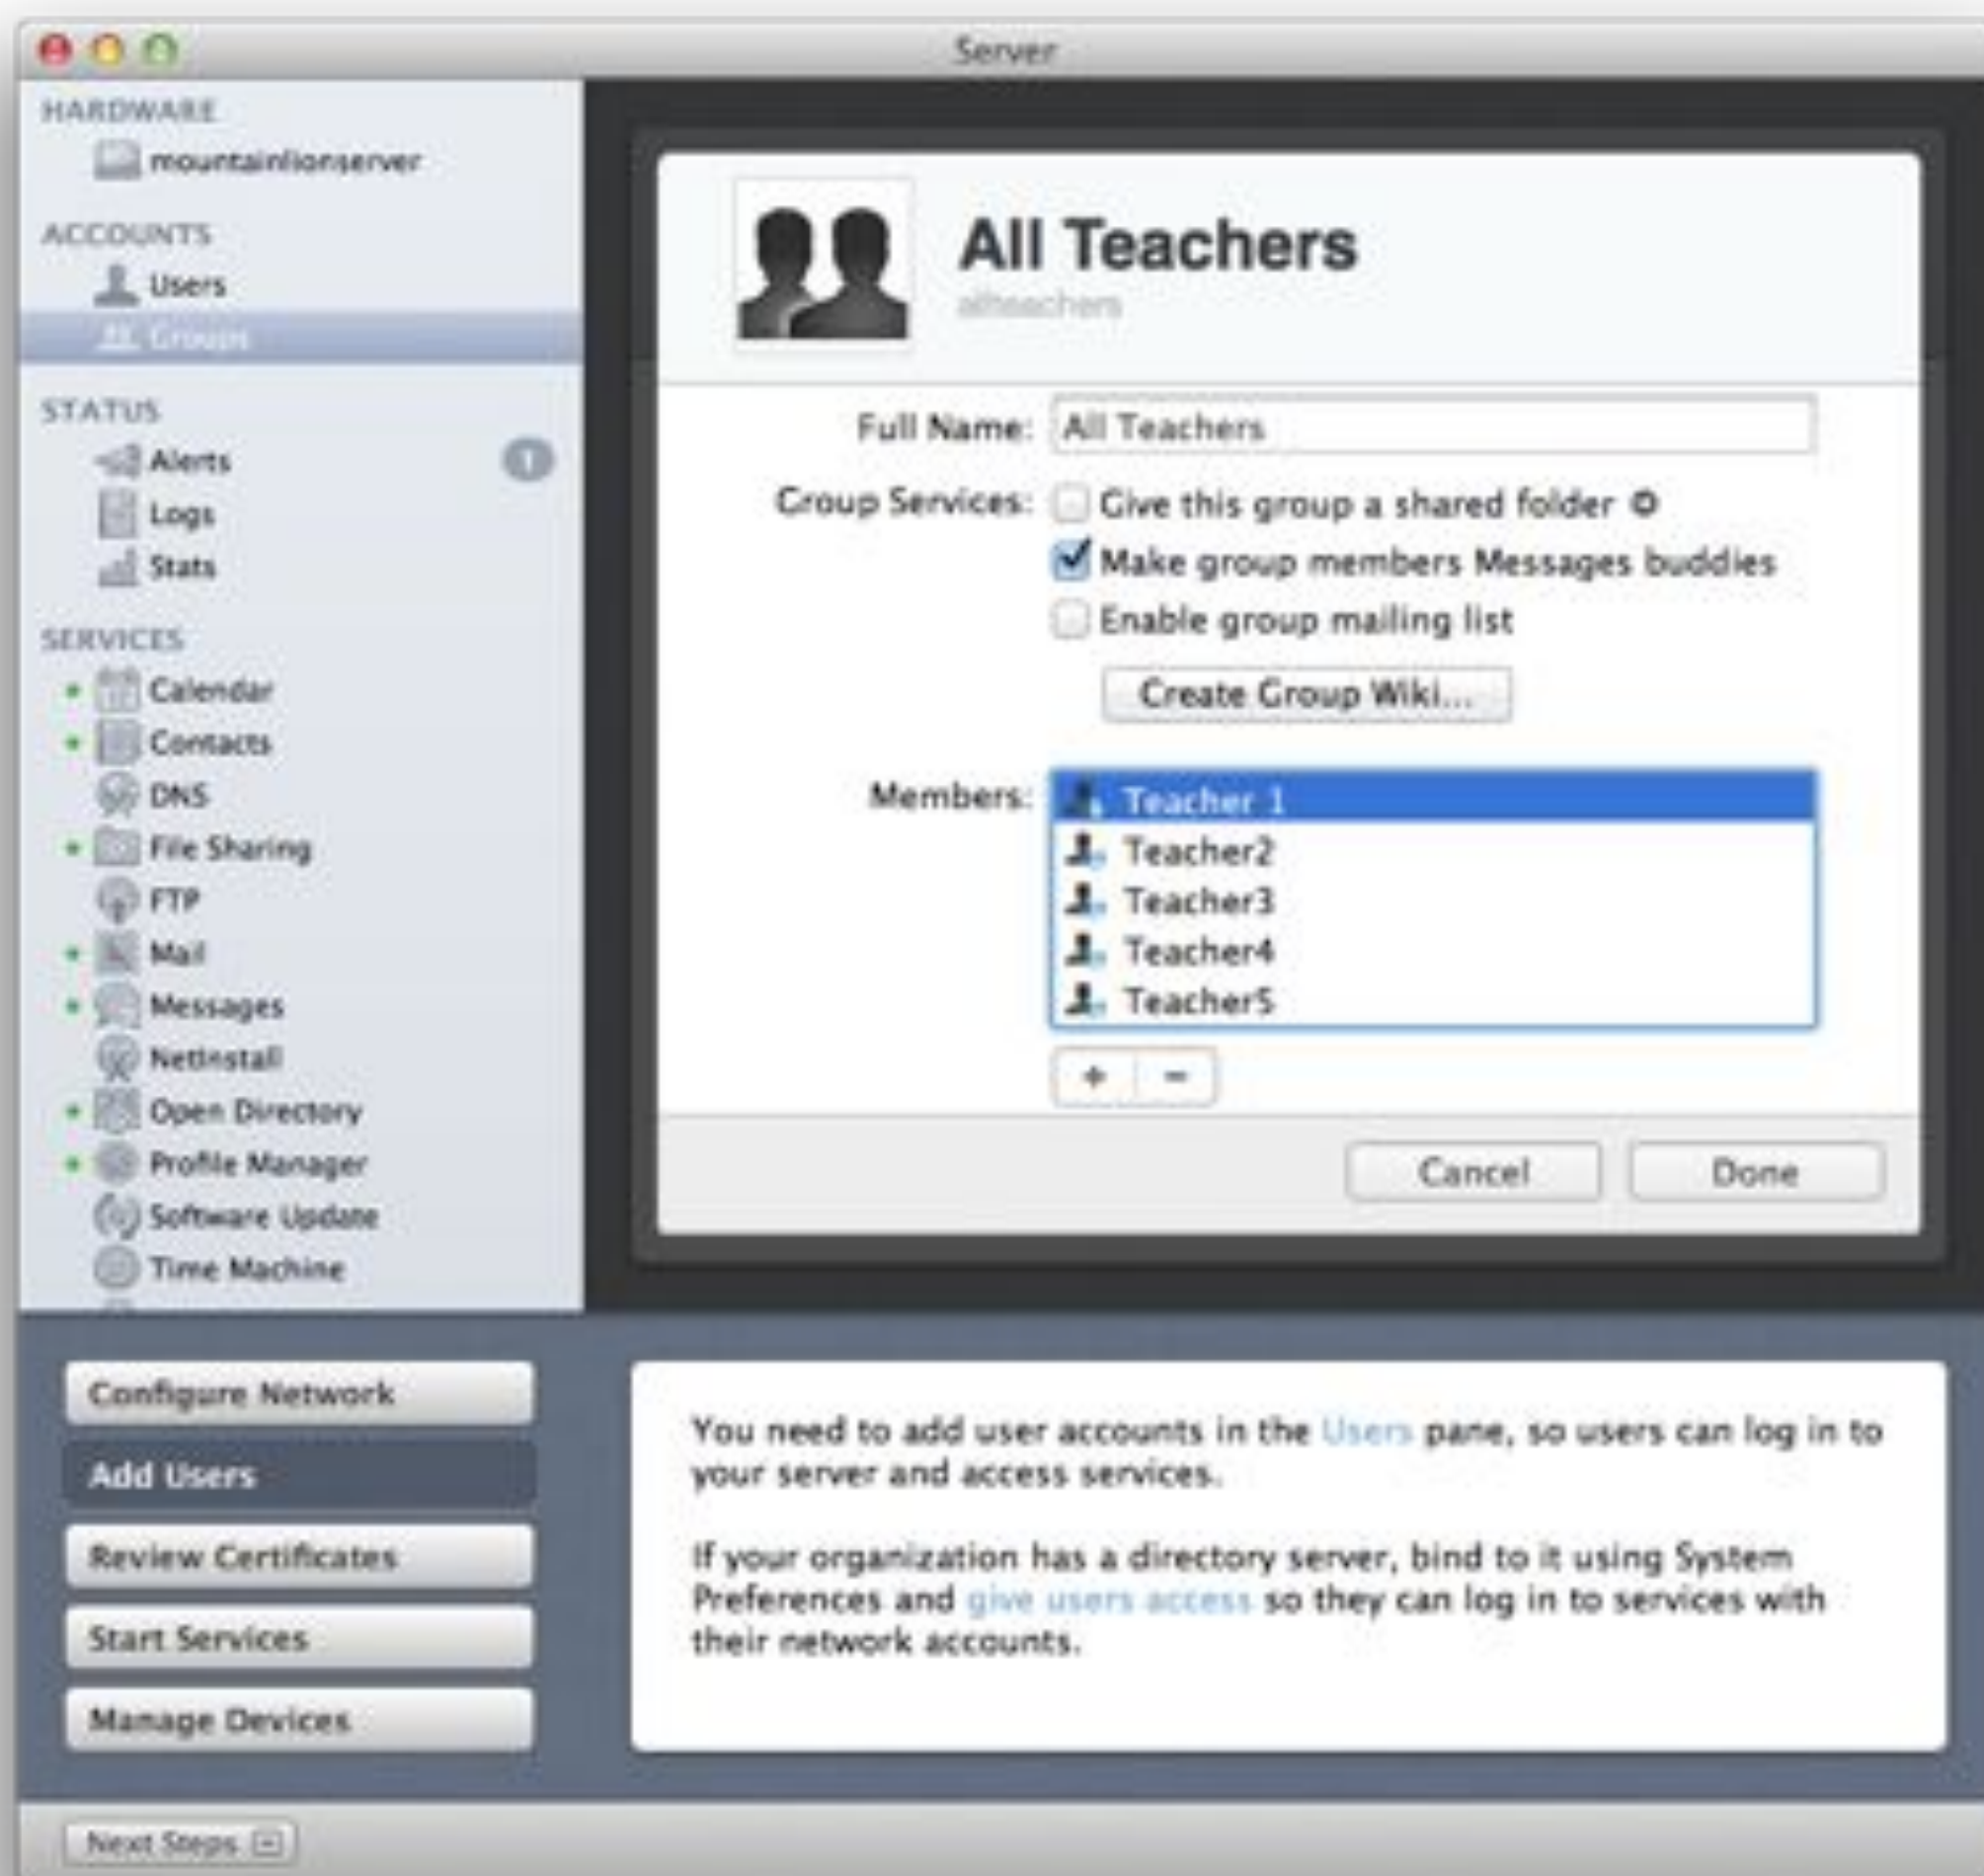 Server
HARDWARE
mountainlionserver
ACCOUNTS
Users
Groups
STATUS
Alerts
1
Logs
Stats
SERVICES
Calendar
Contacts
DNS
File Sharing
FTP
Mail
Messages
NetInstall
Open Directory
Profile Manager
Software Update
Time Machine
All Teachers
allteachers
Full Name: All Teachers
Group Services: Give this group a shared folder
Make group members Messages buddies
Enable group mailing list
Create Group Wiki...
Members: Teacher 1
Teacher2
Teacher3
Teacher4
Teacher5
+ -
Cancel Done
Configure Network
Add Users
Review Certificates
Start Services
Manage Devices
You need to add user accounts in the Users pane, so users can log in to
your server and access services.
If your organization has a directory server, bind to it using System
Preferences and give users access so they can log in to services with
their network accounts.
Next Steps